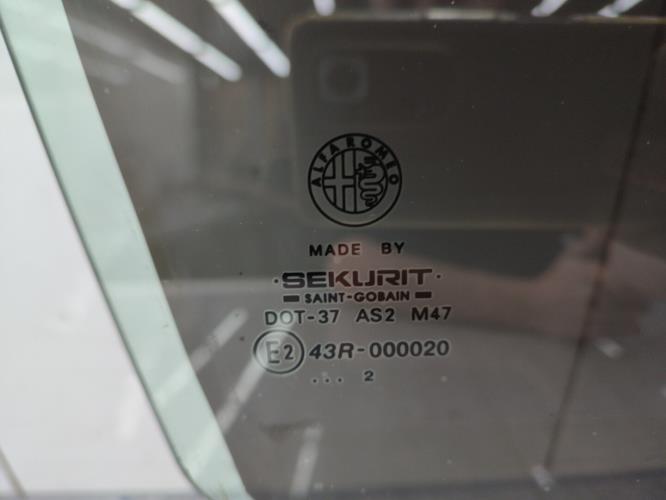 ALFA ROMEO
MADE BY
·SEKURIT·
SAINT-GOBAIN
DOT-37 AS2 M47
E2 43R-000020
... 2